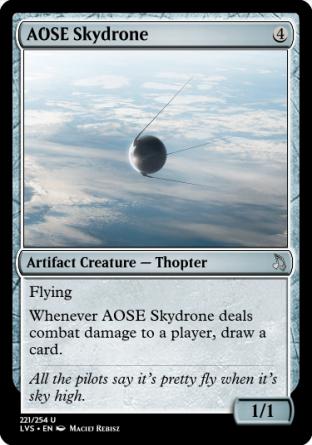 AOSE Skydrone 4
Artifact Creature — Thopter
Flying
Whenever AOSE Skydrone deals
combat damage to a player, draw a
card.
All the pilots say it's pretty fly when it's
sky high.
1/1
221/254 U
LVS • EN Maciej Rebisz